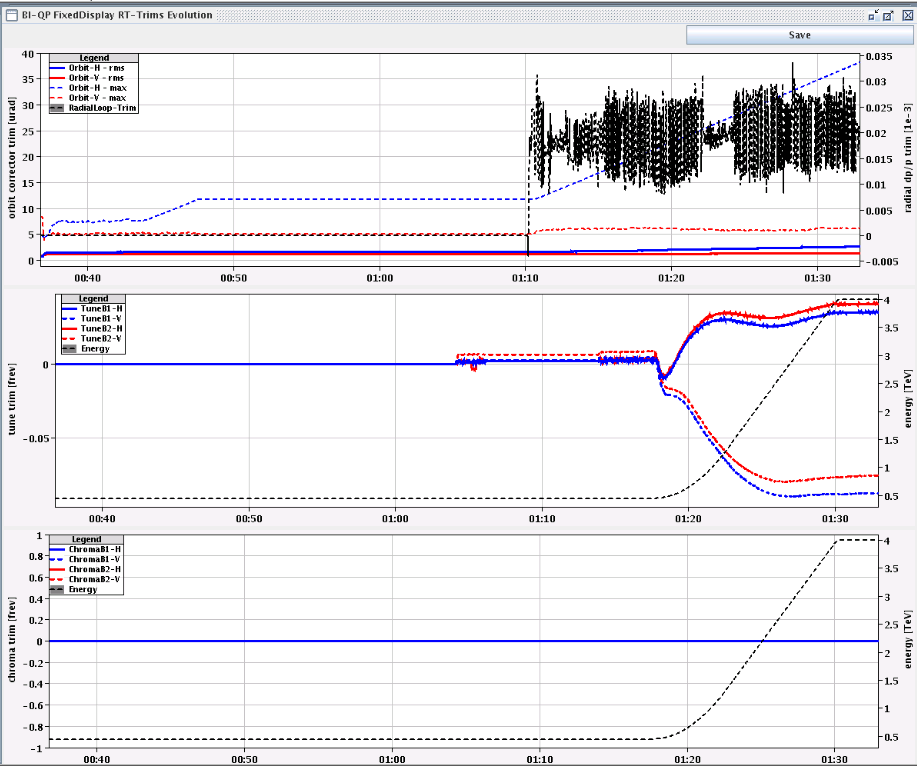 BI-QP FixedDisplay RT-Trims Evolution
Save
Legend
Orbit-H - rms
Orbit-V - rms
Orbit-H - max
Orbit-V - max
RadialLoop-Trim
orbit corrector trim [urad]
40
35
30
25
20
15
10
5
0
0.035
0.03
0.025
0.02
0.015
0.01
0.005
0
-0.005
radial dp/p trim [1e-3]
00:40 00:50 01:00 01:10 01:20 01:30
Legend
TuneB1-H
TuneB1-V
TuneB2-H
TuneB2-V
Energy
tune trim [frev]
0
-0.05
4
3.5
3
2.5
2
1.5
1
0.5
energy [TeV]
00:40 00:50 01:00 01:10 01:20 01:30
Legend
ChromaB1-H
ChromaB1-V
ChromaB2-H
ChromaB2-V
Energy
chroma trim [frev]
1
0.8
0.6
0.4
0.2
0
-0.2
-0.4
-0.6
-0.8
-1
4
3.5
3
2.5
2
1.5
1
0.5
energy [TeV]
00:40 00:50 01:00 01:10 01:20 01:30